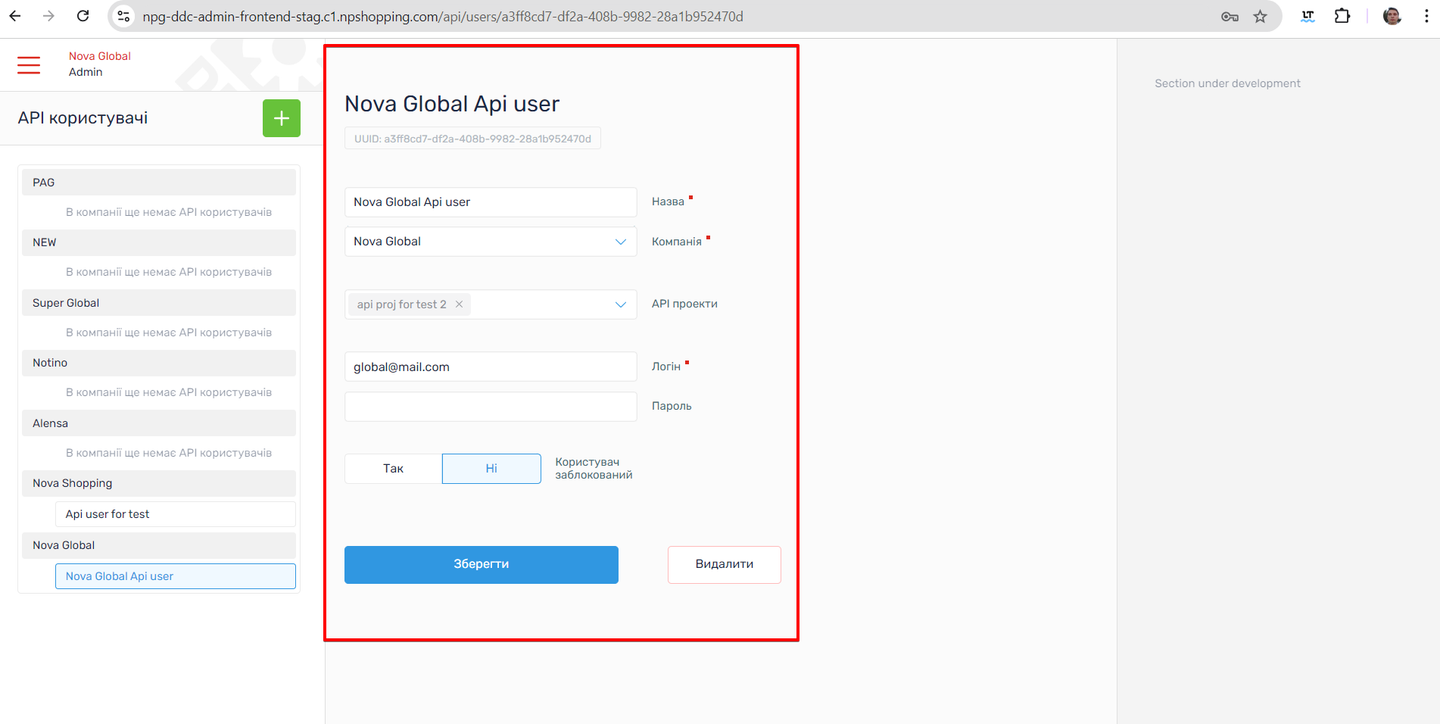 npg-ddc-admin-frontend-stag.c1.npshopping.com/api/users/a3ff8cd7-df2a-408b-9982-28a1b952470d
LT
Nova Global
Admin
API користувачі
+
PAG
В компанії ще немає API користувачів
NEW
В компанії ще немає API користувачів
Super Global
В компанії ще немає API користувачів
Notino
В компанії ще немає API користувачів
Alensa
В компанії ще немає API користувачів
Nova Shopping
Api user for test
Nova Global
Nova Global Api user
Nova Global Api user
UUID: a3ff8cd7-df2a-408b-9982-28a1b952470d
Nova Global Api user Назва
Nova Global Компанія
api proj for test 2 × API проекти
global@mail.com Логін
Пароль
Так Ні Користувач
заблокований
Зберегти Видалити
Section under development